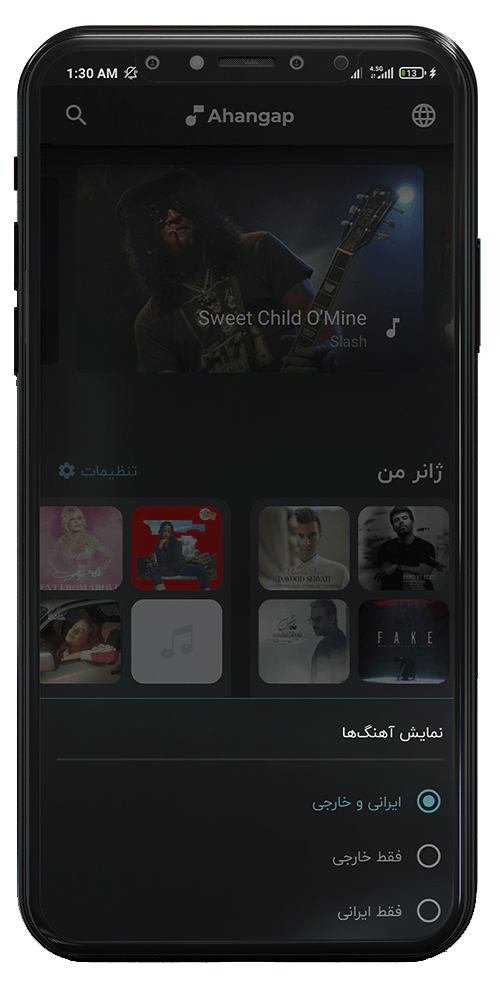 1:30 AM
4.5G
13
Ahangap
Sweet Child O'Mine
Slash
ژانر من
تنظیمات
DAVOOD SERVATI
FAKE
نمایش آهنگ‌ها
ایرانی و خارجی
فقط خارجی
فقط ایرانی